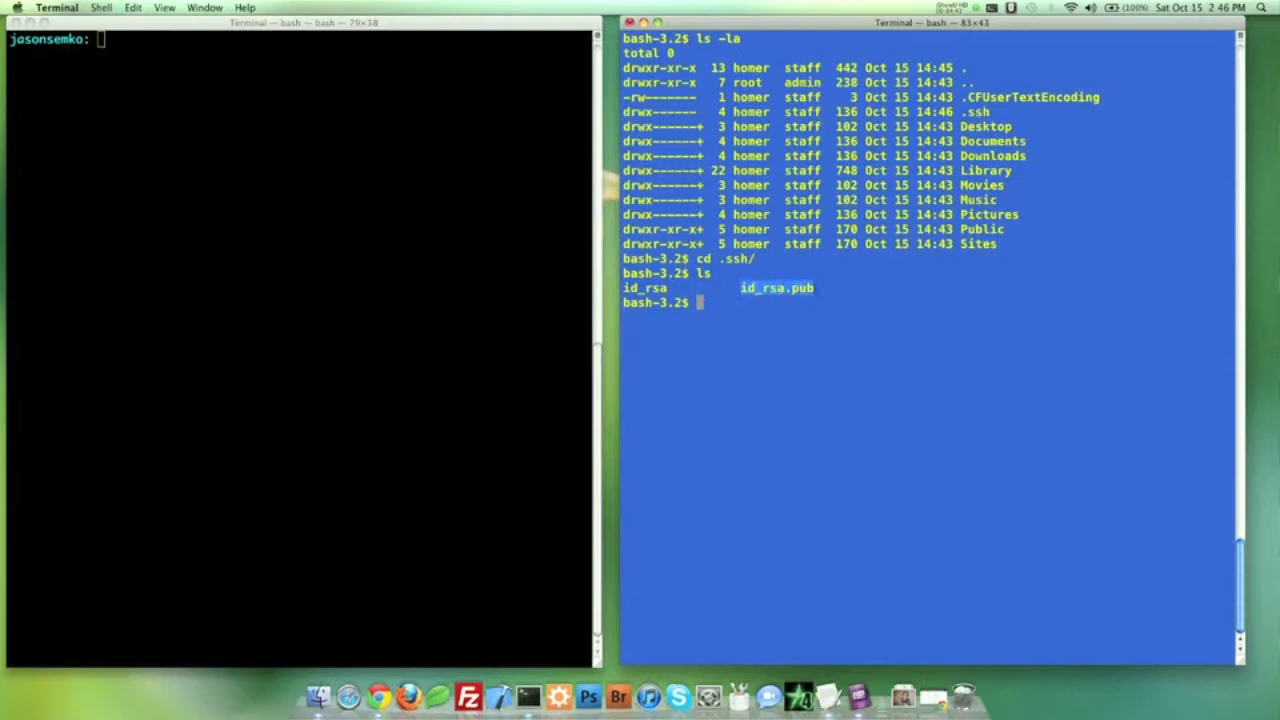 Terminal Shell Edit View Window Help
(100%) Sat Oct 15 2:46 PM
Terminal — bash — bash — 79×38
jasonsemko:
Terminal — bash — 83×43
bash-3.2$ ls -la
total 0
drwxr-xr-x 13 homer staff 442 Oct 15 14:45 .
drwxr-xr-x 7 root admin 238 Oct 15 14:43 ..
-rw------- 1 homer staff 3 Oct 15 14:43 .CFUserTextEncoding
drwx------ 4 homer staff 136 Oct 15 14:46 .ssh
drwx------+ 3 homer staff 102 Oct 15 14:43 Desktop
drwx------+ 4 homer staff 136 Oct 15 14:43 Documents
drwx------+ 4 homer staff 136 Oct 15 14:43 Downloads
drwx------+ 22 homer staff 748 Oct 15 14:43 Library
drwx------+ 3 homer staff 102 Oct 15 14:43 Movies
drwx------+ 3 homer staff 102 Oct 15 14:43 Music
drwx------+ 4 homer staff 136 Oct 15 14:43 Pictures
drwxr-xr-x+ 5 homer staff 170 Oct 15 14:43 Public
drwxr-xr-x+ 5 homer staff 170 Oct 15 14:43 Sites
bash-3.2$ cd .ssh/
bash-3.2$ ls
id_rsa id_rsa.pub
bash-3.2$
Fz Ps Br